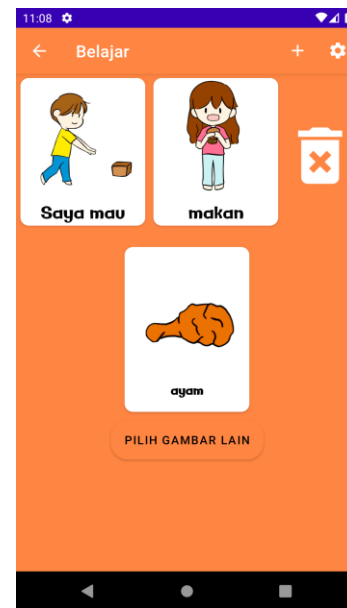 11:08
Belajar
Saya mau
makan
ayam
PILIH GAMBAR LAIN